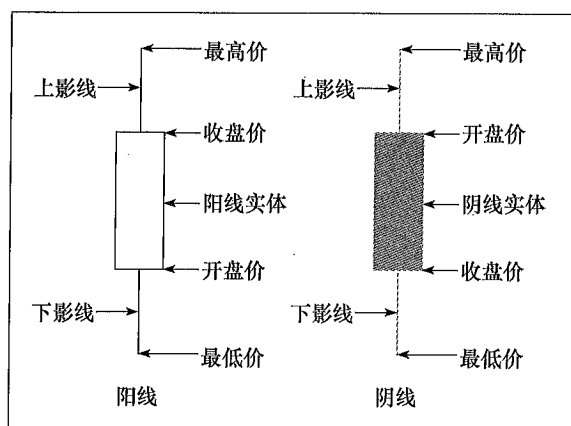 最高价
最高价
上影线
上影线
收盘价
开盘价
阳线实体
阴线实体
开盘价
收盘价
下影线
下影线
最低价
最低价
阳线
阴线